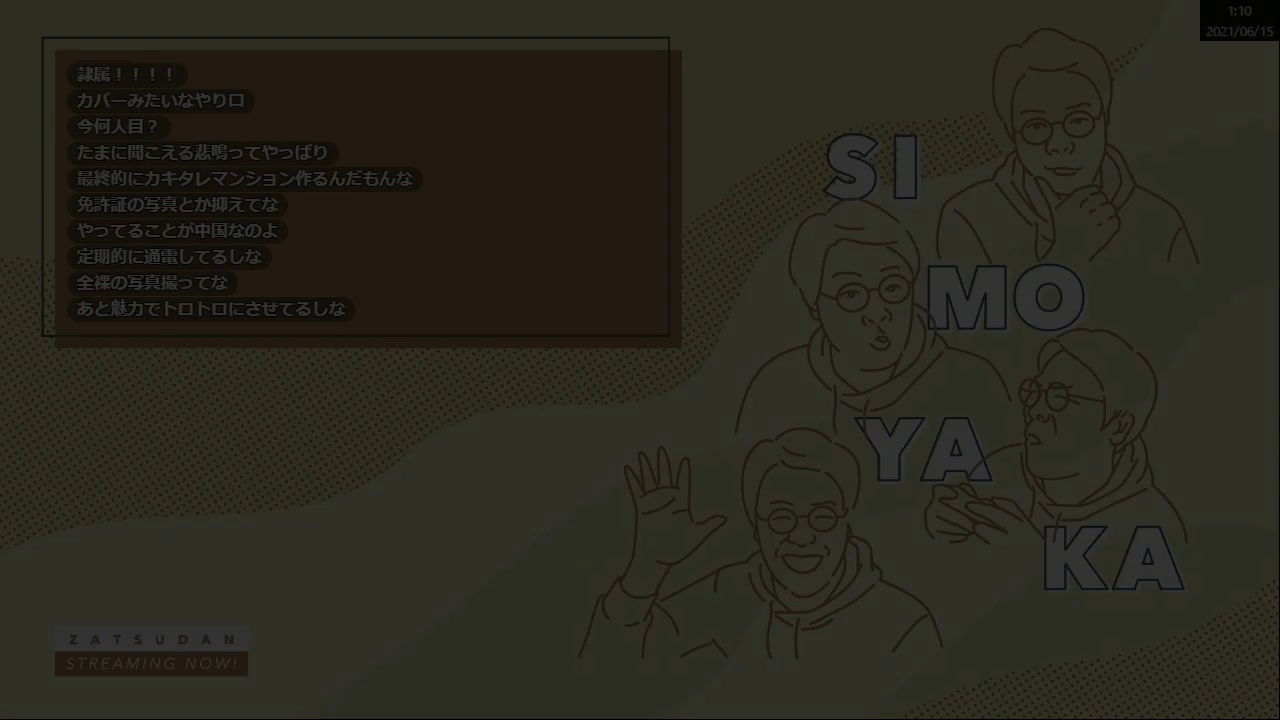 1:10
2021/06/15
隷属！！！！
カバーみたいなやり口
今何人目？
たまに聞こえる悲鳴ってやっぱり
最終的にカキタレマンション作るんだもんな
免許証の写真とか抑えてな
やってることが中国なのよ
定期的に通電してるしな
全裸の写真撮ってな
あと魅力でトロトロにさせてるしな
SI
MO
YA
KA
ZATSUDAN
STREAMING NOW!